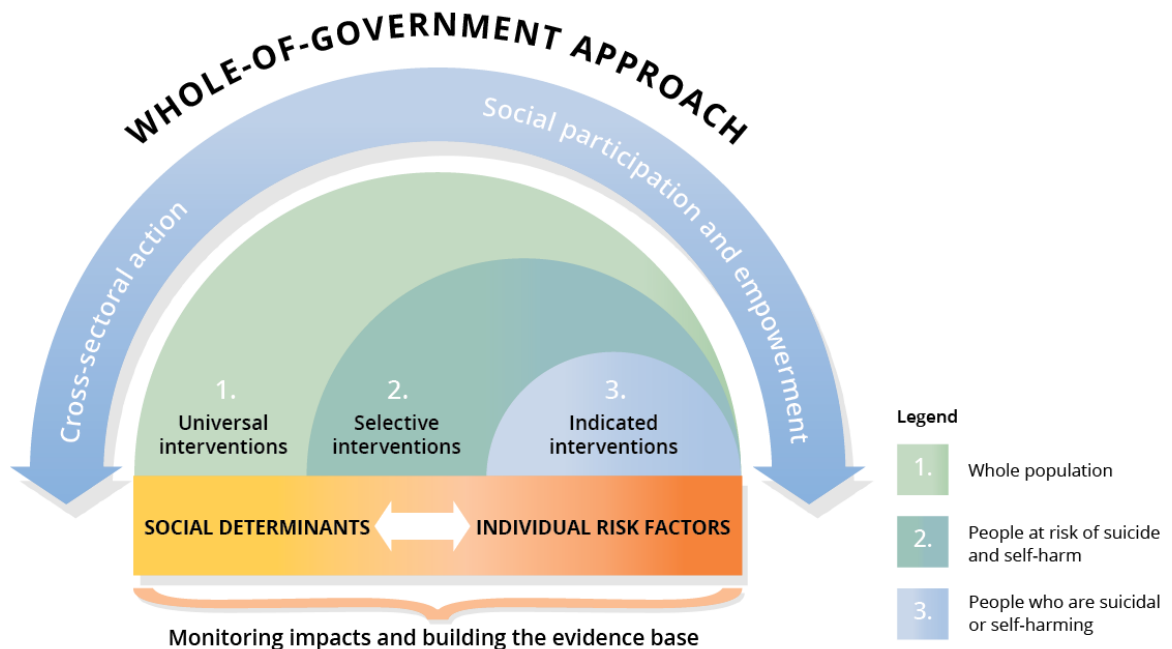 WHOLE-OF-GOVERNMENT APPROACH
Cross-sectoral action
Social participation and empowerment
1.
Universal
interventions
2.
Selective
interventions
3.
Indicated
interventions
SOCIAL DETERMINANTS
INDIVIDUAL RISK FACTORS
Monitoring impacts and building the evidence base
Legend
1.
Whole population
2.
People at risk of suicide
and self-harm
3.
People who are suicidal
or self-harming